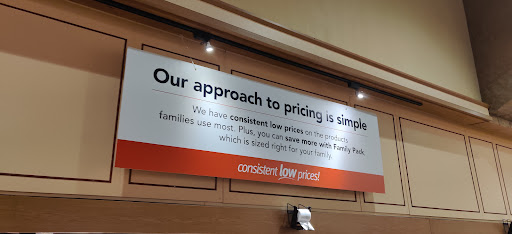 Our approach to pricing is simple
We have consistent low prices on the products
families use most. Plus, you can save more with Family Pack,
which is sized right for your family.
consistent low prices!